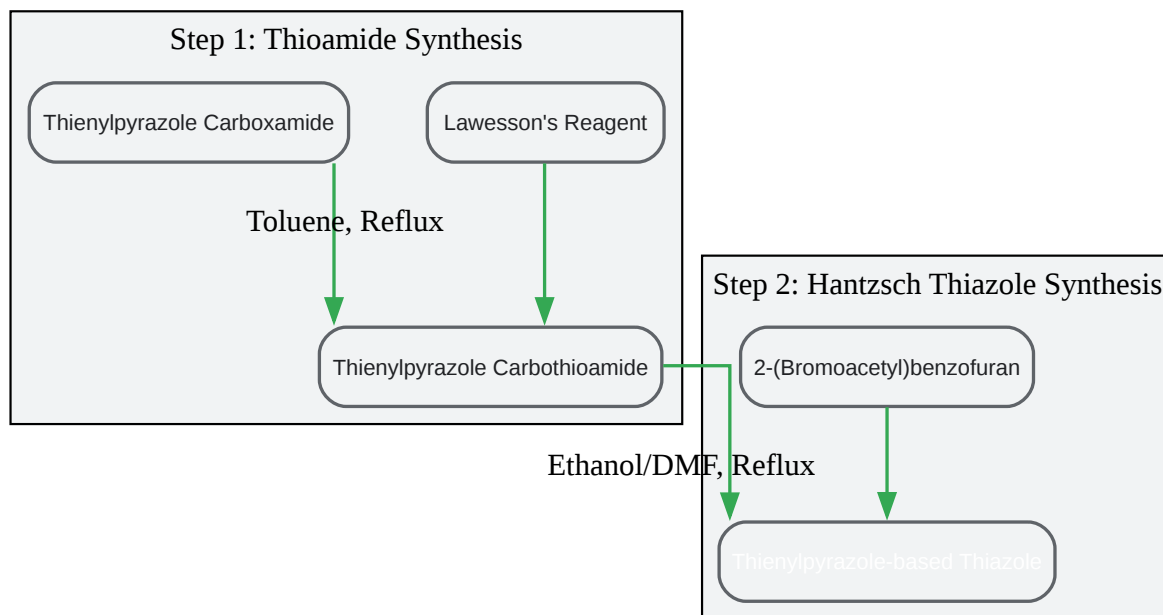 Step 1: Thioamide Synthesis
Thienylpyrazole Carboxamide
Lawesson's Reagent
Toluene, Reflux
Thienylpyrazole Carbothioamide
Step 2: Hantzsch Thiazole Synthesis
2-(Bromoacetyl)benzofuran
Ethanol/DMF, Reflux
Thienylpyrazole-based Thiazole